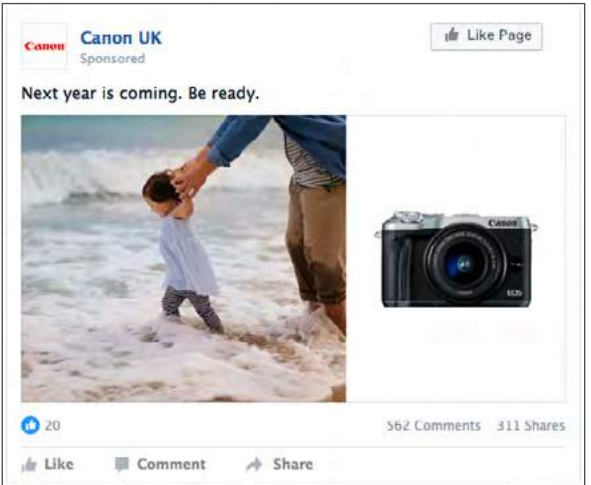 Canon
Canon UK
Sponsored
Like Page
Next year is coming. Be ready.
Canon
EOS
20
562 Comments 311 Shares
Like Comment Share